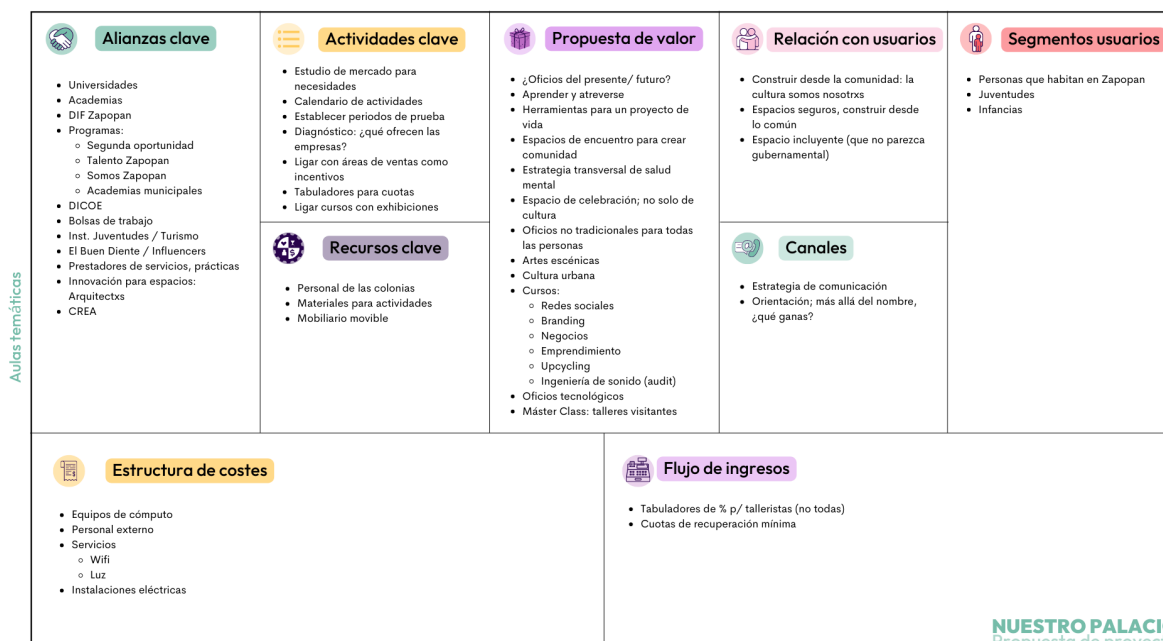 Aulas temáticas
Alianzas clave
Universidades
Academias
DIF Zapopan
Programas:
Segunda oportunidad
Talento Zapopan
Somos Zapopan
Academias municipales
DICOE
Bolsas de trabajo
Inst. Juventudes / Turismo
El Buen Diente / Influencers
Prestadores de servicios, prácticas
Innovación para espacios:
Arquitectxs
CREA
Actividades clave
Estudio de mercado para
necesidades
Calendario de actividades
Establecer periodos de prueba
Diagnóstico: ¿qué ofrecen las
empresas?
Ligar con áreas de ventas como
incentivos
Tabuladores para cuotas
Ligar cursos con exhibiciones
Recursos clave
Personal de las colonias
Materiales para actividades
Mobiliario movible
Propuesta de valor
¿Oficios del presente/ futuro?
Aprender y atreverse
Herramientas para un proyecto de
vida
Espacios de encuentro para crear
comunidad
Estrategia transversal de salud
mental
Espacio de celebración; no solo de
cultura
Oficios no tradicionales para todas
las personas
Artes escénicas
Cultura urbana
Cursos:
Redes sociales
Branding
Negocios
Emprendimiento
Upcycling
Ingeniería de sonido (audit)
Oficios tecnológicos
Máster Class: talleres visitantes
Relación con usuarios
Construir desde la comunidad: la
cultura somos nosotrxs
Espacios seguros, construir desde
lo común
Espacio incluyente (que no parezca
gubernamental)
Canales
Estrategia de comunicación
Orientación; más allá del nombre,
¿qué ganas?
Segmentos usuarios
Personas que habitan en Zapopan
Juventudes
Infancias
Estructura de costes
Equipos de cómputo
Personal externo
Servicios
Wifi
Luz
Instalaciones eléctricas
Flujo de ingresos
Tabuladores de % p/ talleristas (no todas)
Cuotas de recuperación mínima
NUESTRO PALACI
Propuesta de proyect